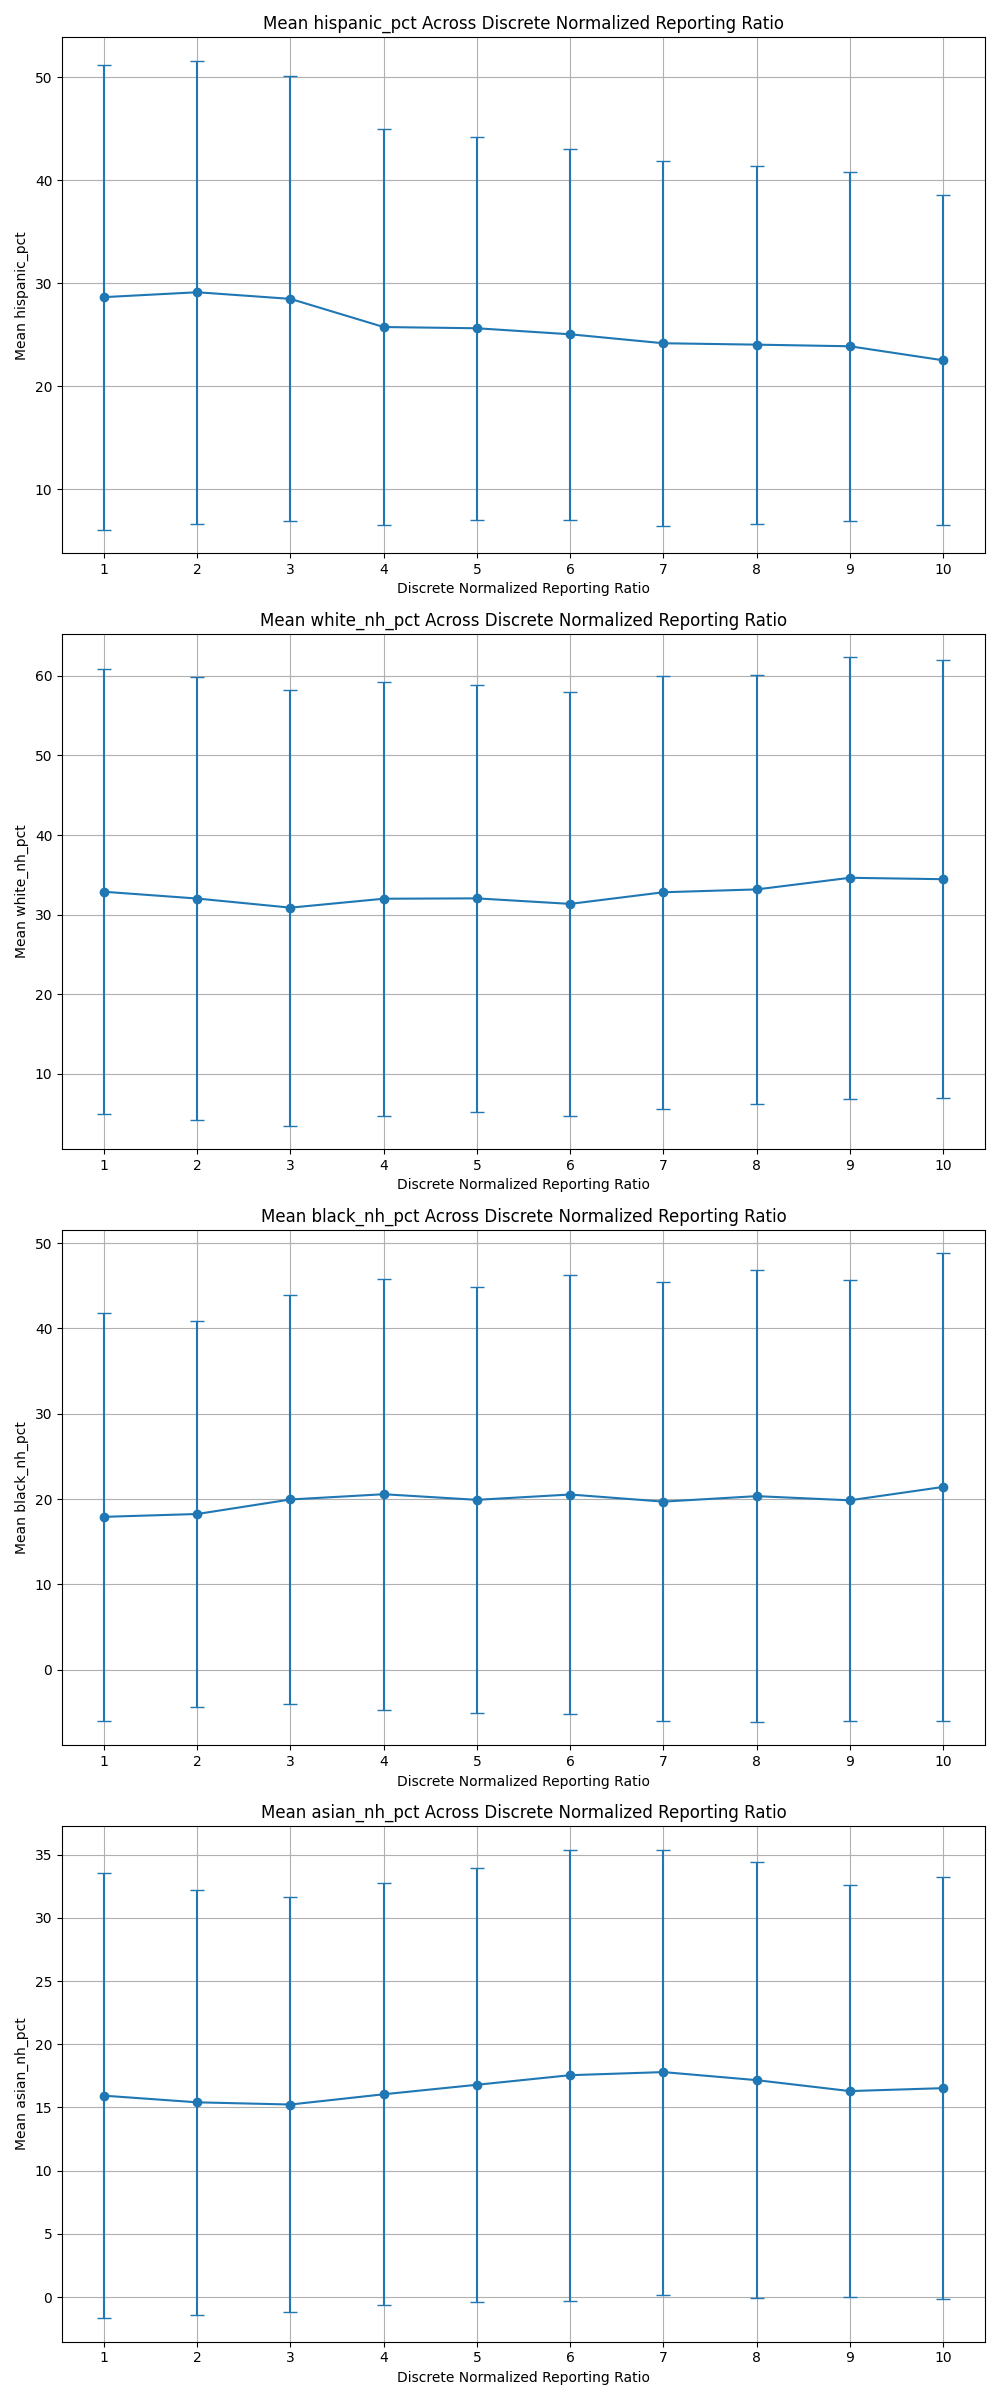 Mean hispanic_pct Across Discrete Normalized Reporting Ratio
50
40
30
20
10
Mean hispanic_pct
1 2 3 4 5 6 7 8 9 10
Discrete Normalized Reporting Ratio
Mean white_nh_pct Across Discrete Normalized Reporting Ratio
60
50
40
30
20
10
Mean white_nh_pct
1 2 3 4 5 6 7 8 9 10
Discrete Normalized Reporting Ratio
Mean black_nh_pct Across Discrete Normalized Reporting Ratio
50
40
30
20
10
0
Mean black_nh_pct
1 2 3 4 5 6 7 8 9 10
Discrete Normalized Reporting Ratio
Mean asian_nh_pct Across Discrete Normalized Reporting Ratio
35
30
25
20
15
10
5
0
Mean asian_nh_pct
1 2 3 4 5 6 7 8 9 10
Discrete Normalized Reporting Ratio